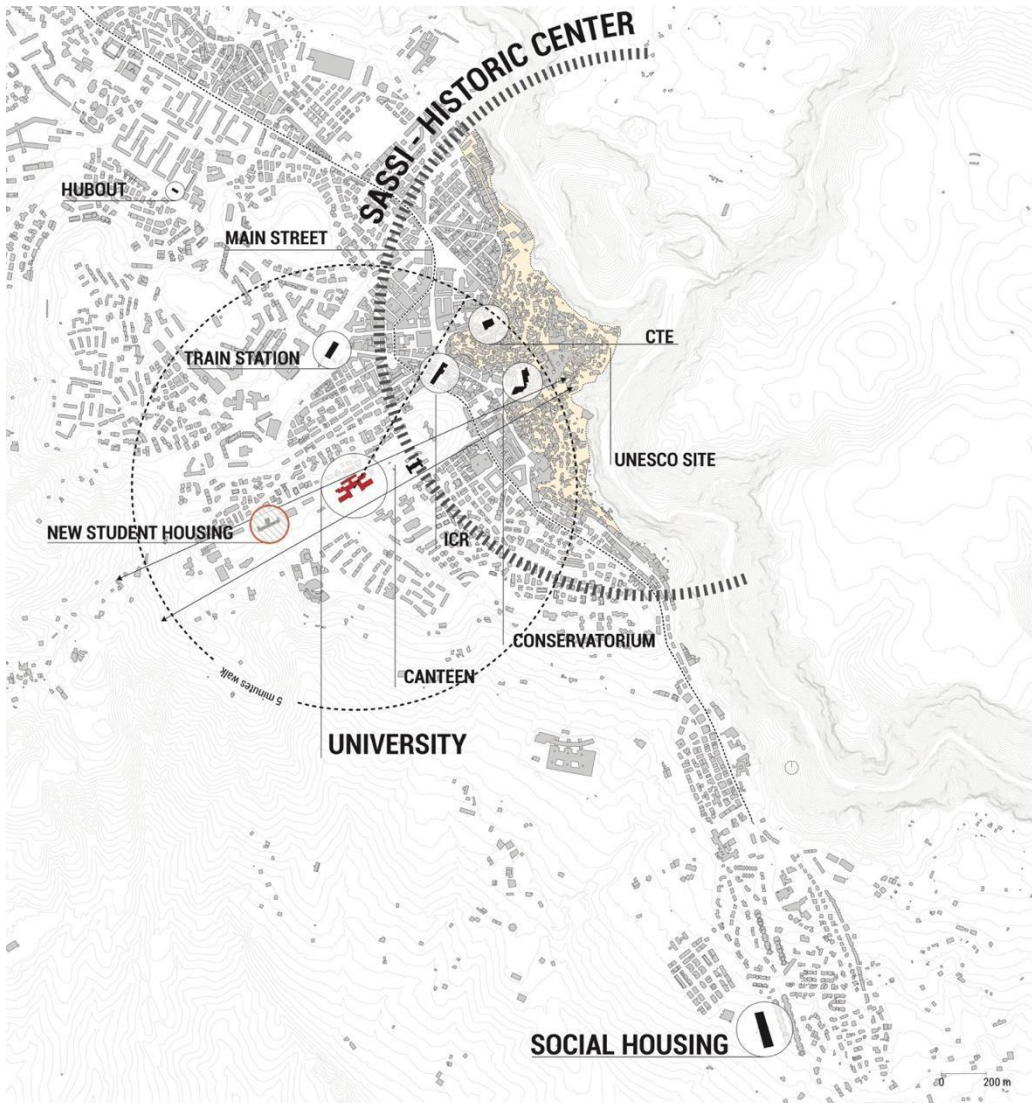 SASSI - HISTORIC CENTER
HUBOUT
MAIN STREET
TRAIN STATION
CTE
UNESCO SITE
NEW STUDENT HOUSING
ICR
CONSERVATORIUM
CANTEEN
5 minutes walk
UNIVERSITY
SOCIAL HOUSING
0 200 m